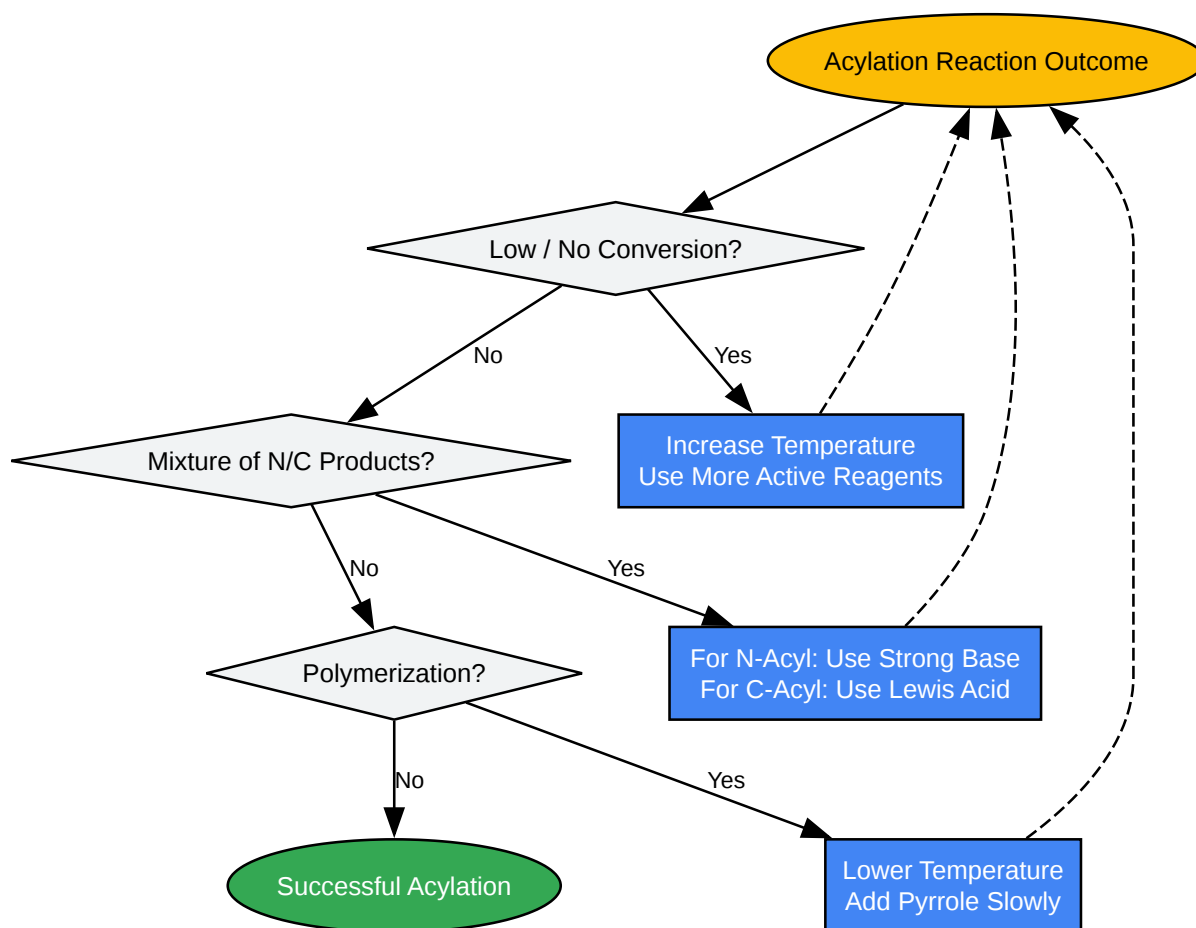 Acylation Reaction Outcome
Low / No Conversion?
No
Yes
Increase Temperature
Use More Active Reagents
Mixture of N/C Products?
No
Yes
For N-Acyl: Use Strong Base
For C-Acyl: Use Lewis Acid
Polymerization?
No
Yes
Successful Acylation
Lower Temperature
Add Pyrrole Slowly